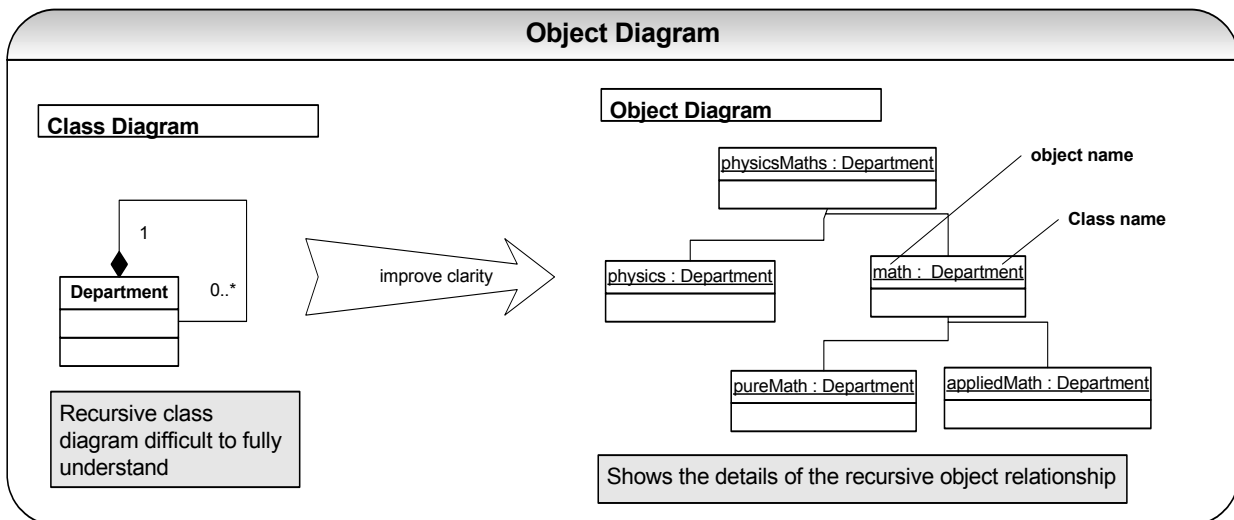 Object Diagram
Class Diagram
1
Department
0..*
Recursive class
diagram difficult to fully
understand
improve clarity
Object Diagram
physicsMaths : Department
object name
Class name
physics : Department
math :  Department
pureMath : Department
appliedMath : Department
Shows the details of the recursive object relationship